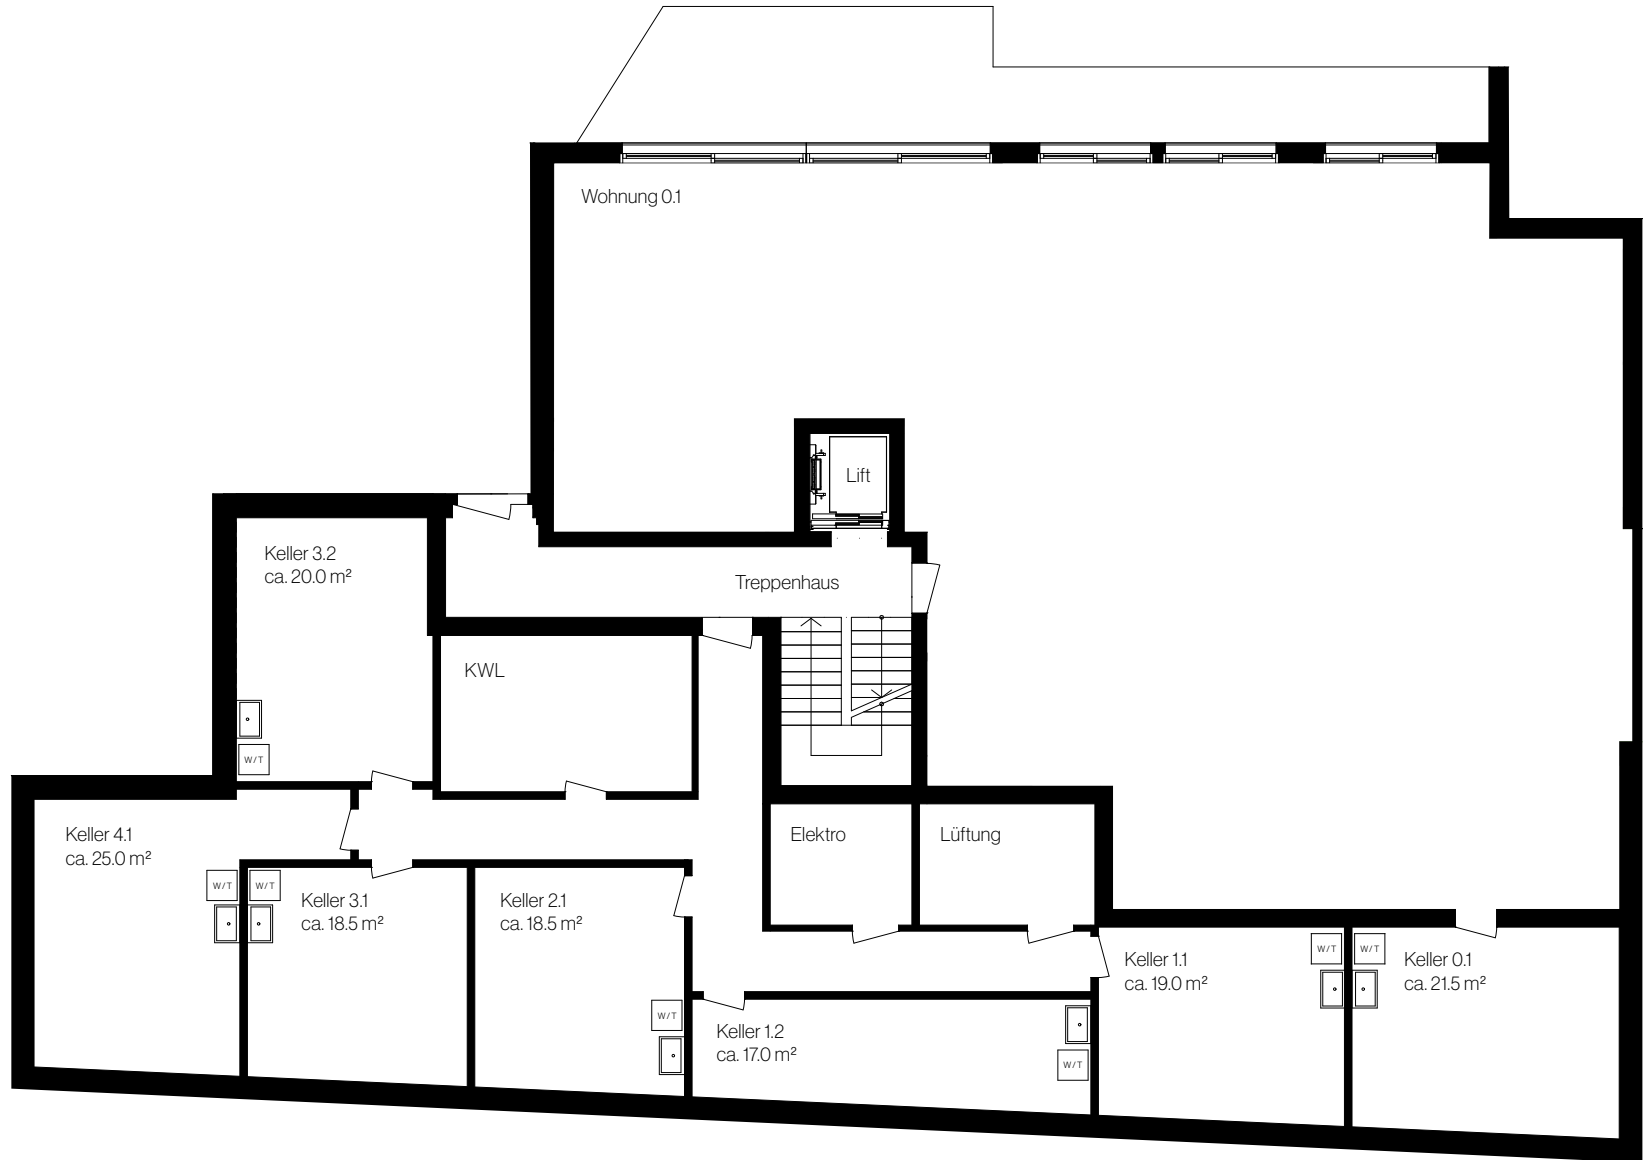 Wohnung 0.1
Lift
Keller 3.2
ca. 20.0 m²
Treppenhaus
KWL
W/T
Keller 4.1
ca. 25.0 m²
Elektro
Lüftung
W/T
W/T
Keller 3.1
ca. 18.5 m²
Keller 2.1
ca. 18.5 m²
W/T
Keller 1.2
ca. 17.0 m²
W/T
Keller 1.1
ca. 19.0 m²
W/T
W/T
Keller 0.1
ca. 21.5 m²